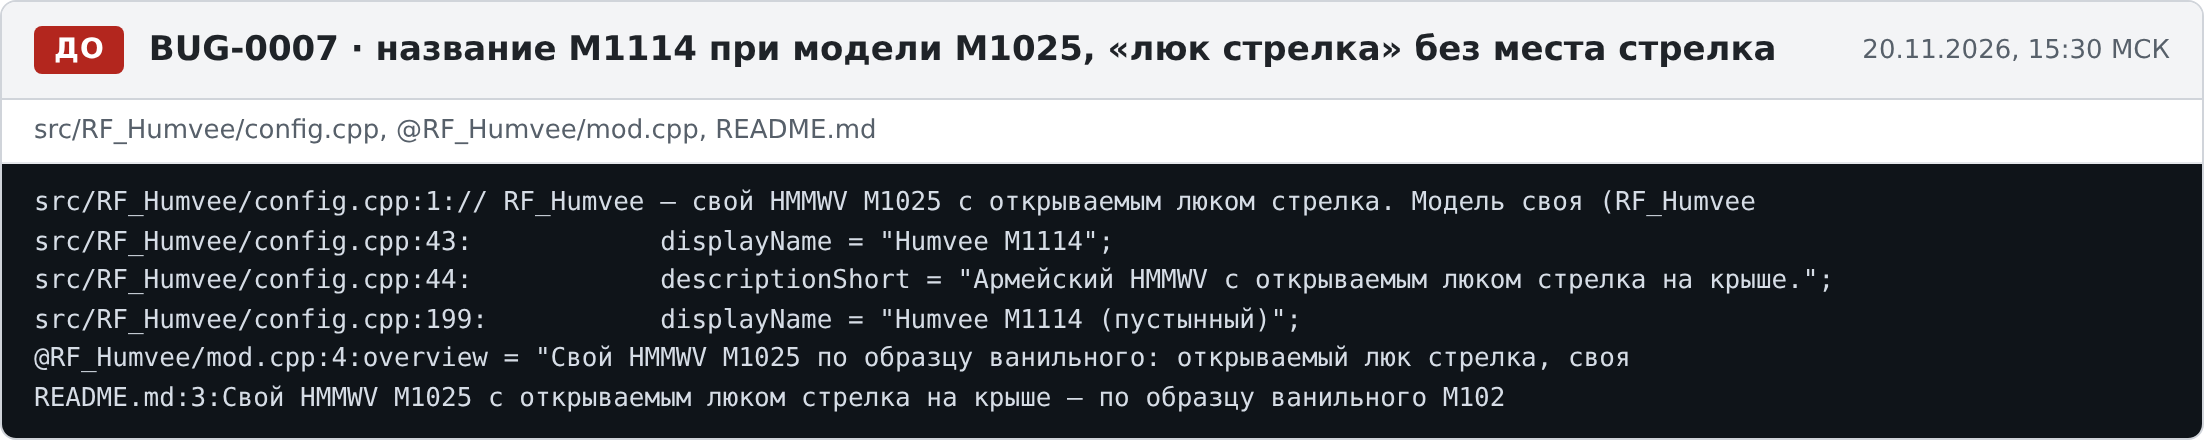 ДО BUG-0007 · название M1114 при модели M1025, «люк стрелка» без места стрелка 20.11.2026, 15:30 МСК
src/RF_Humvee/config.cpp, @RF_Humvee/mod.cpp, README.md
src/RF_Humvee/config.cpp:1:// RF_Humvee — свой HMMWV M1025 с открываемым люком стрелка. Модель своя (RF_Humvee
src/RF_Humvee/config.cpp:43:            displayName = "Humvee M1114";
src/RF_Humvee/config.cpp:44:            descriptionShort = "Армейский HMMWV с открываемым люком стрелка на крыше.";
src/RF_Humvee/config.cpp:199:           displayName = "Humvee M1114 (пустынный)";
@RF_Humvee/mod.cpp:4:overview = "Свой HMMWV M1025 по образцу ванильного: открываемый люк стрелка, своя
README.md:3:Свой HMMWV M1025 с открываемым люком стрелка на крыше — по образцу ванильного M102